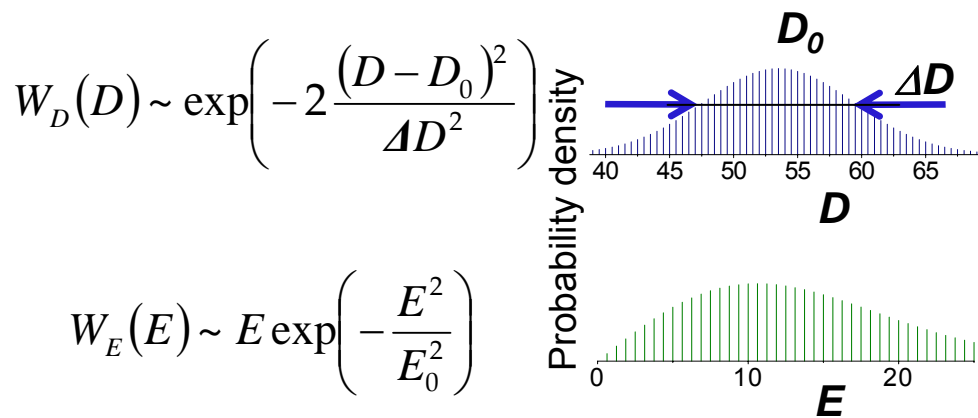 W_D(D) ~ exp(−2 (D − D_0)^2 / ΔD^2)
W_E(E) ~ E exp(−E^2 / E_0^2)
Probability density
D_0
ΔD
40 45 50 55 60 65
D
0 10 20
E